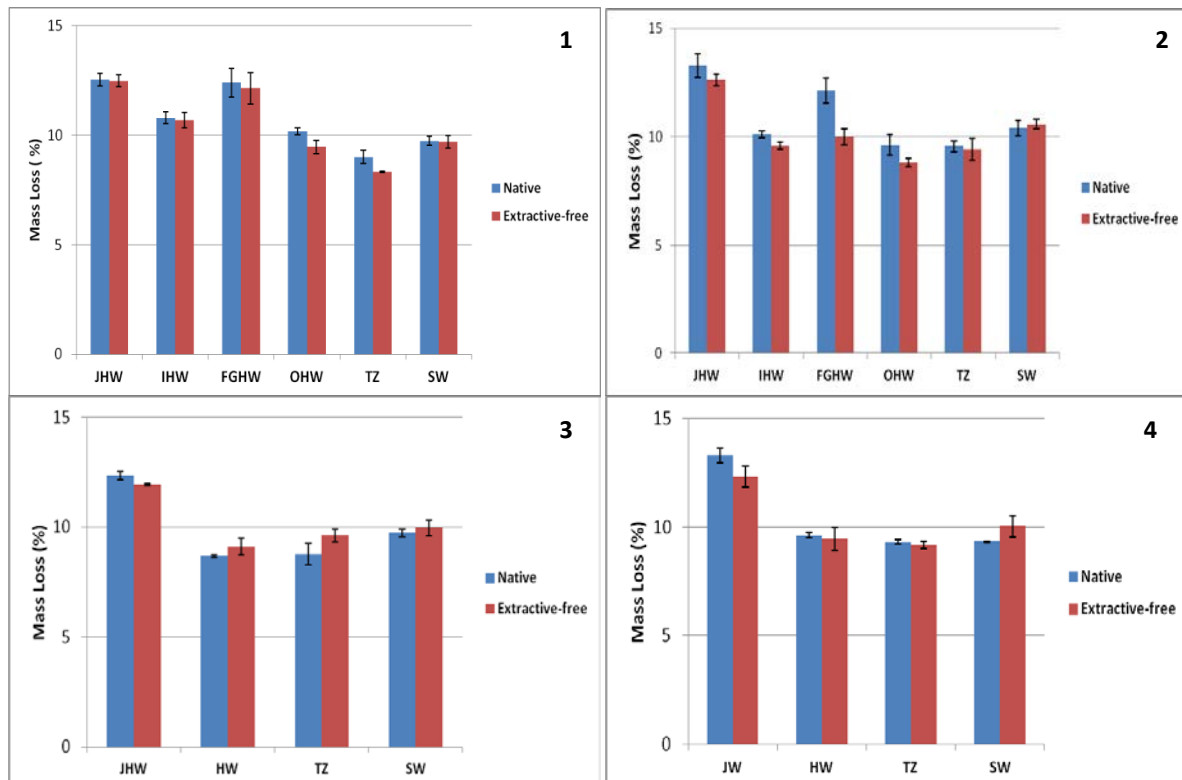 1
Mass Loss ( %)
15
10
5
0
JHW IHW FGHW OHW TZ SW
Native
Extractive-free
2
Mass Loss (%)
15
10
5
0
JHW IHW FGHW OHW TZ SW
Native
Extractive-free
3
Mass Loss (%)
15
10
5
0
JHW HW TZ SW
Native
Extractive-free
4
Mass Loss (%)
15
10
5
0
JW HW TZ SW
Native
Extractive-free